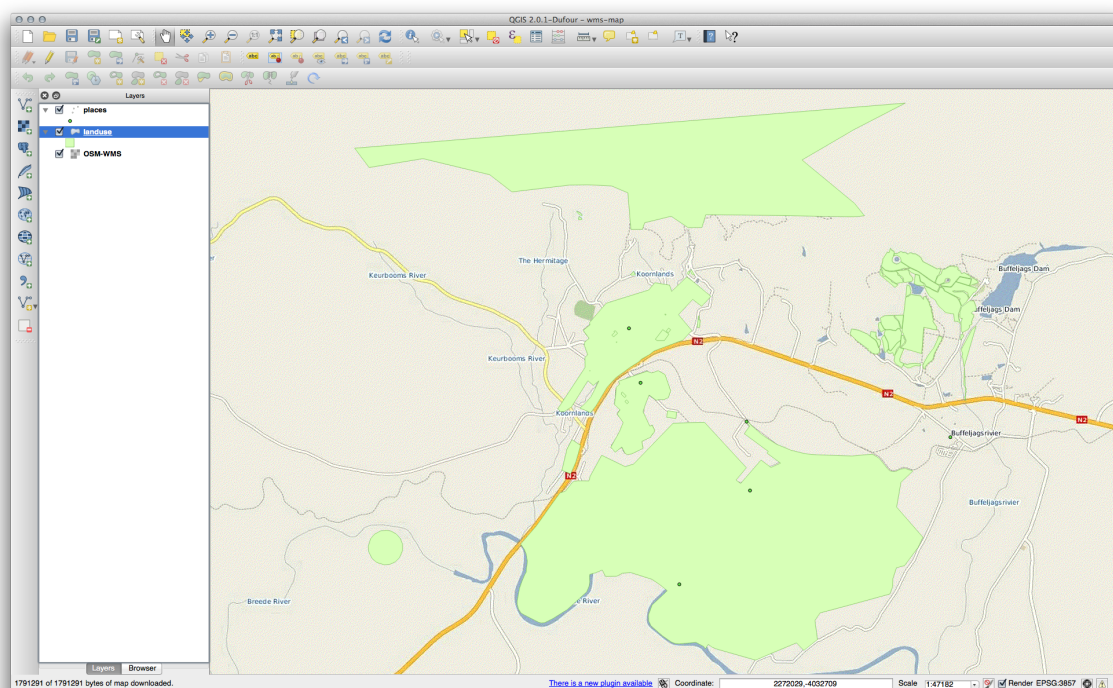 QGIS 2.0.1-Dufour – wms-map
Layers
places
landuse
OSM-WMS
The Hermitage
Koornlands
Keurbooms River
Buffeljags Dam
N2
Keurbooms River
N2
Koornlands
N2
Buffeljagsrivier
N2
Buffeljagsrivier
Breede River
River
Layers
Browser
1791291 of 1791291 bytes of map downloaded.
There is a new plugin available
Coordinate:
2272029,-4032709
Scale
1:47182
Render
EPSG:3857